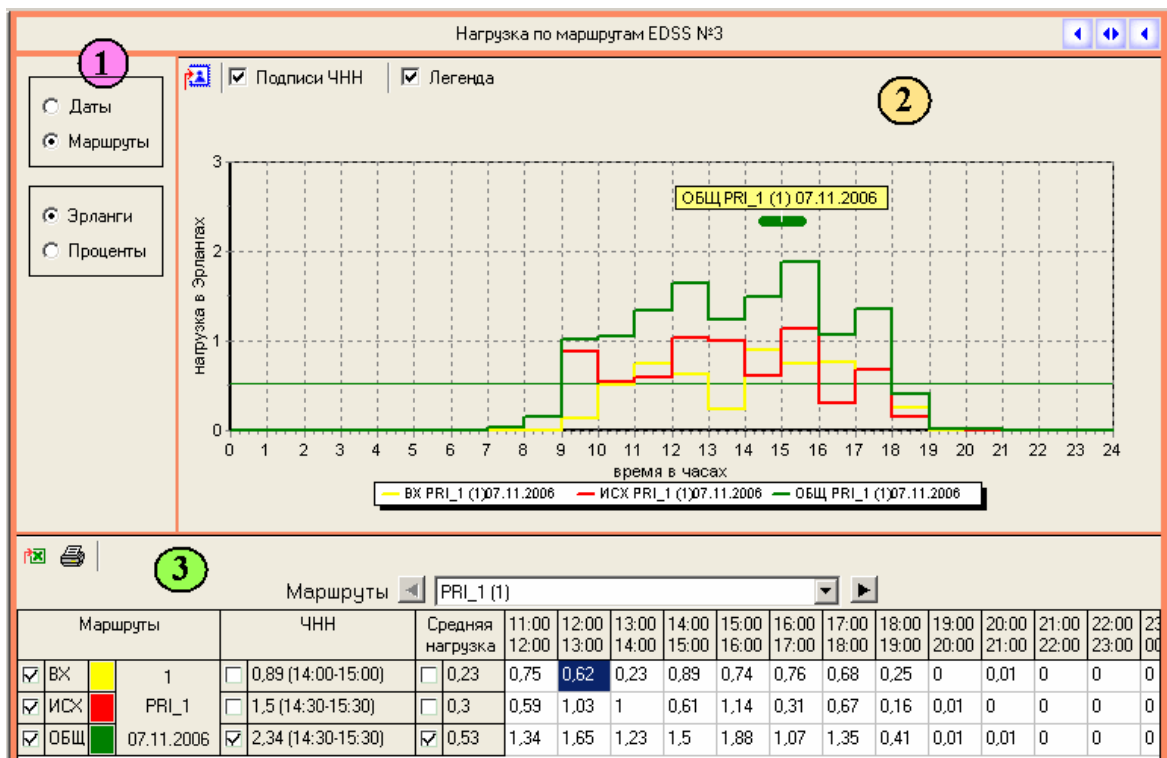 Нагрузка по маршрутам EDSS №3
1
Даты
Маршруты
Эрланги
Проценты
Подписи ЧНН
Легенда
2
нагрузка в Эрлангах
3
2
1
0
ОБЩ PRI_1 (1) 07.11.2006
0 1 2 3 4 5 6 7 8 9 10 11 12 13 14 15 16 17 18 19 20 21 22 23 24
время в часах
ВХ PRI_1 (1)07.11.2006 ИСХ PRI_1 (1)07.11.2006 ОБЩ PRI_1 (1)07.11.2006
3
Маршруты PRI_1 (1)
Маршруты ЧНН Средняя нагрузка 11:00 12:00 13:00 14:00 15:00 16:00 17:00 18:00 19:00 20:00 21:00 22:00 23
12:00 13:00 14:00 15:00 16:00 17:00 18:00 19:00 20:00 21:00 22:00 23:00 00
ВХ 1 0,89 (14:00-15:00) 0,23 0,75 0,62 0,23 0,89 0,74 0,76 0,68 0,25 0 0,01 0 0 0
ИСХ PRI_1 1,5 (14:30-15:30) 0,3 0,59 1,03 1 0,61 1,14 0,31 0,67 0,16 0,01 0 0 0 0
ОБЩ 07.11.2006 2,34 (14:30-15:30) 0,53 1,34 1,65 1,23 1,5 1,88 1,07 1,35 0,41 0,01 0,01 0 0 0